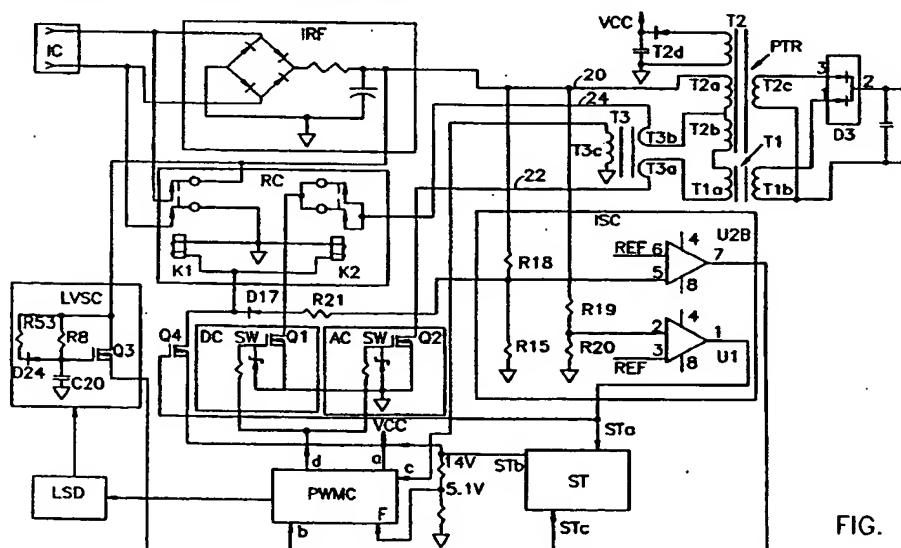 IC
IRF
VCC
T2
T2d
PTR
20
T2a
T2c
3
1
2
D3
24
T3
T3b
T2b
T3c
T3a
T1
22
T1a
T1b
RC
K1
K2
ISC
U2B
REF
6
4
7
5
8
R18
D17
R21
R19
LVSC
R53
R8
Q3
D24
C20
Q4
DC
SW
Q1
AC
SW
Q2
R15
R20
2
4
1
3
8
REF
U1
VCC
STa
d
a
c
14V
STb
ST
LSD
PWMC
F
5.1V
b
STc
FIG.